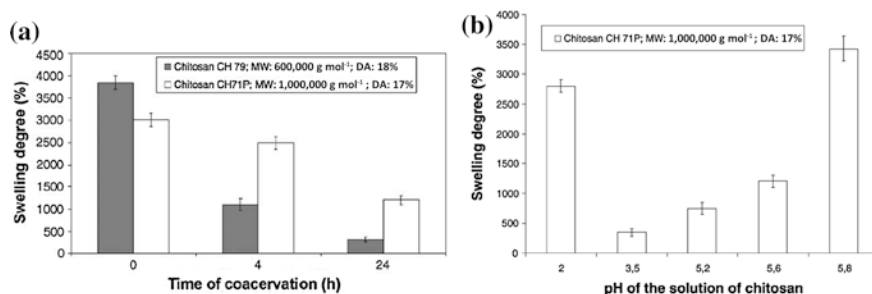 (a)
Chitosan CH 79; MW: 600,000 g mol-1 ; DA: 18%
Chitosan CH71P; MW: 1,000,000 g mol-1 ; DA: 17%
Swelling degree (%)
4500
4000
3500
3000
2500
2000
1500
1000
500
0
0 4 24
Time of coacervation (h)
(b)
Chitosan CH 71P; MW: 1,000,000 g mol-1 ; DA: 17%
Swelling degree (%)
4000
3500
3000
2500
2000
1500
1000
500
0
2 3,5 5,2 5,6 5,8
pH of the solution of chitosan